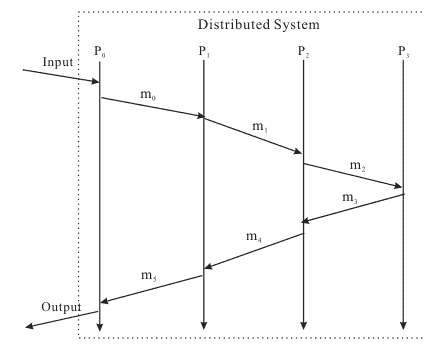 Distributed System
P0 P1 P2 P3
Input
m0
m1
m2
m3
m4
m5
Output